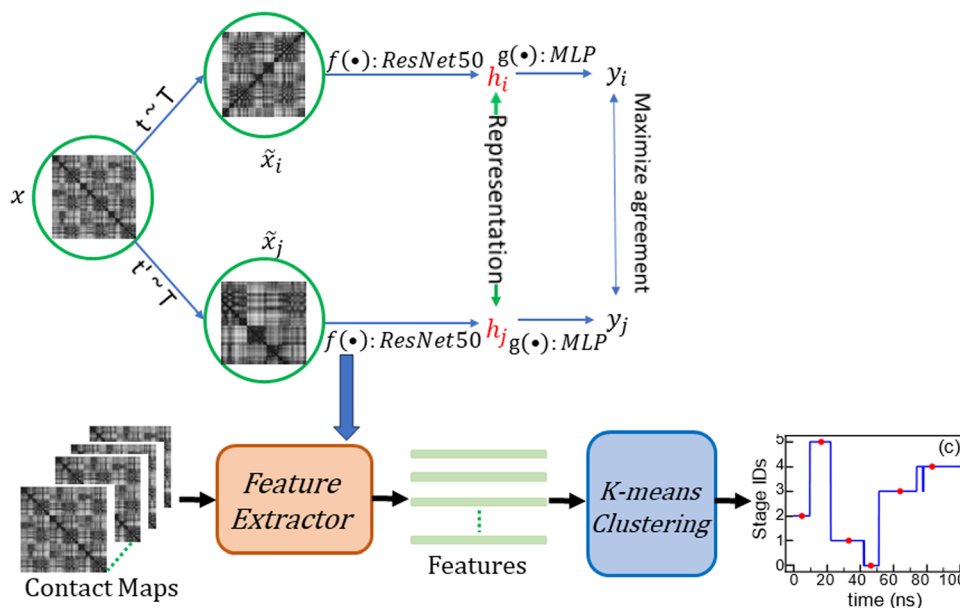 f(•): ResNet50
g(•): MLP
h_i
y_i
t ~ T
x̃_i
x
Representation
Maximize agreement
x̃_j
t' ~ T
f(•): ResNet50
h_j
g(•): MLP
y_j
Contact Maps
Feature
Extractor
Features
K-means
Clustering
(c)
Stage IDs
5
4
3
2
1
0
0 20 40 60 80 100
time (ns)